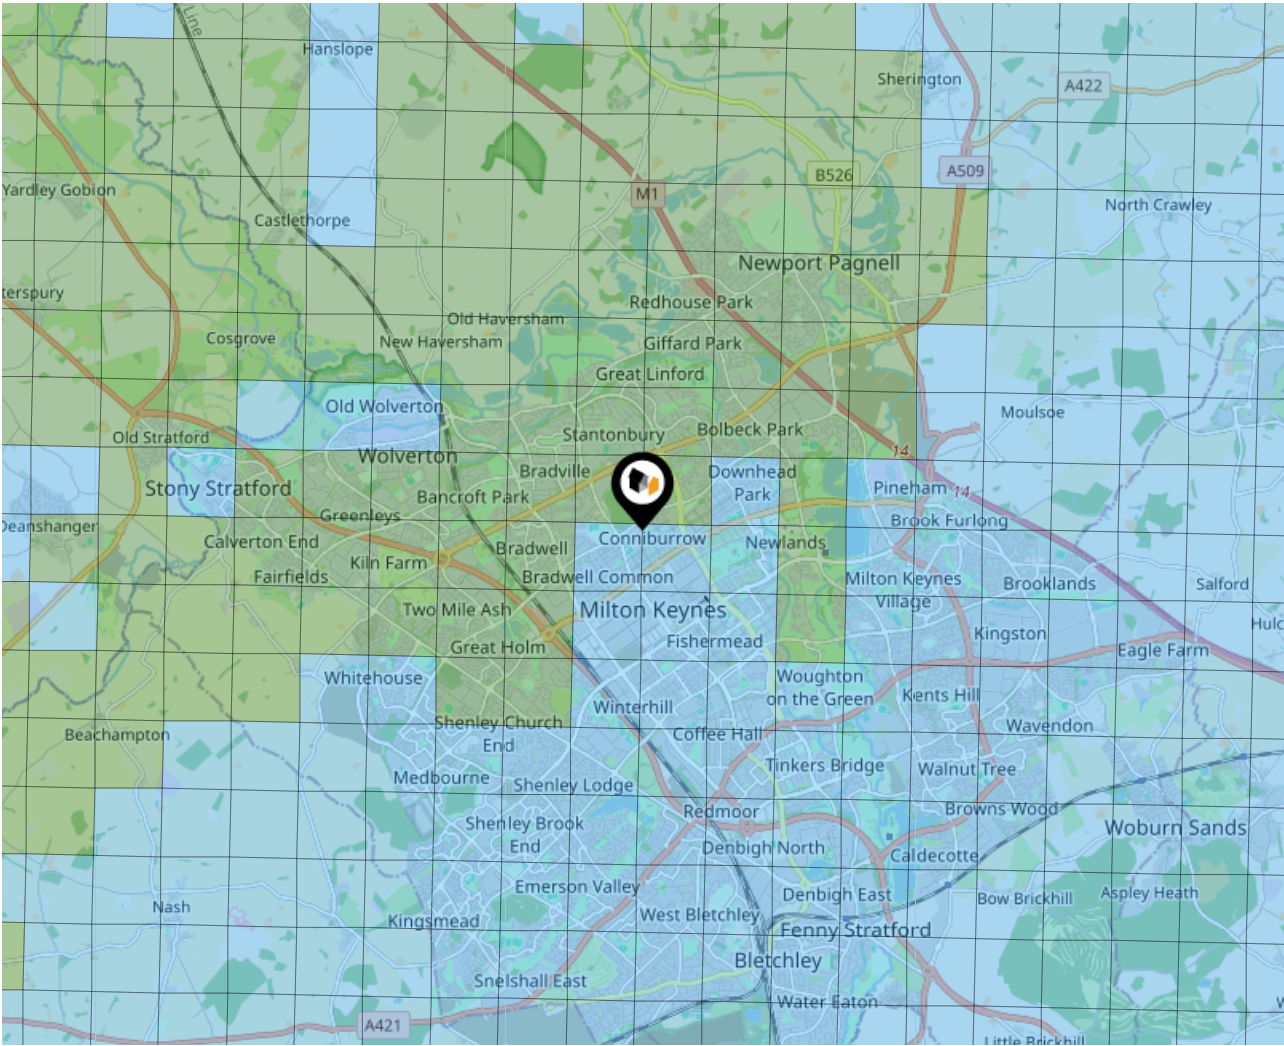 Line
Hanslope
Sherington
A422
M1
B526
A509
Yardley Gobion
North Crawley
Castlethorpe
Newport Pagnell
terspury
Redhouse Park
Old Haversham
Cosgrove
New Haversham
Giffard Park
Great Linford
Old Wolverton
Moulsoe
Old Stratford
Stantonbury
Bolbeck Park
14
Wolverton
Bradville
Downhead
Park
Stony Stratford
Bancroft Park
Pineham
14
Greenleys
Brook Furlong
Deanshanger
Calverton End
Bradwell
Conniburrow
Newlands
Kiln Farm
Fairfields
Bradwell Common
Milton Keynes
Village
Brooklands
Salford
Two Mile Ash
Milton Keynes
Hulc
Great Holm
Fishermead
Kingston
Eagle Farm
Whitehouse
Woughton
on the Green
Kents Hill
Winterhill
Beachampton
Shenley Church
End
Coffee Hall
Wavendon
Medbourne
Shenley Lodge
Tinkers Bridge
Walnut Tree
Redmoor
Browns Wood
Shenley Brook
End
Denbigh North
Woburn Sands
Caldecotte
Emerson Valley
Denbigh East
Bow Brickhill
Aspley Heath
Nash
Kingsmead
West Bletchley
Fenny Stratford
Bletchley
Snelshall East
Water Eaton
A421
Little Brickhill